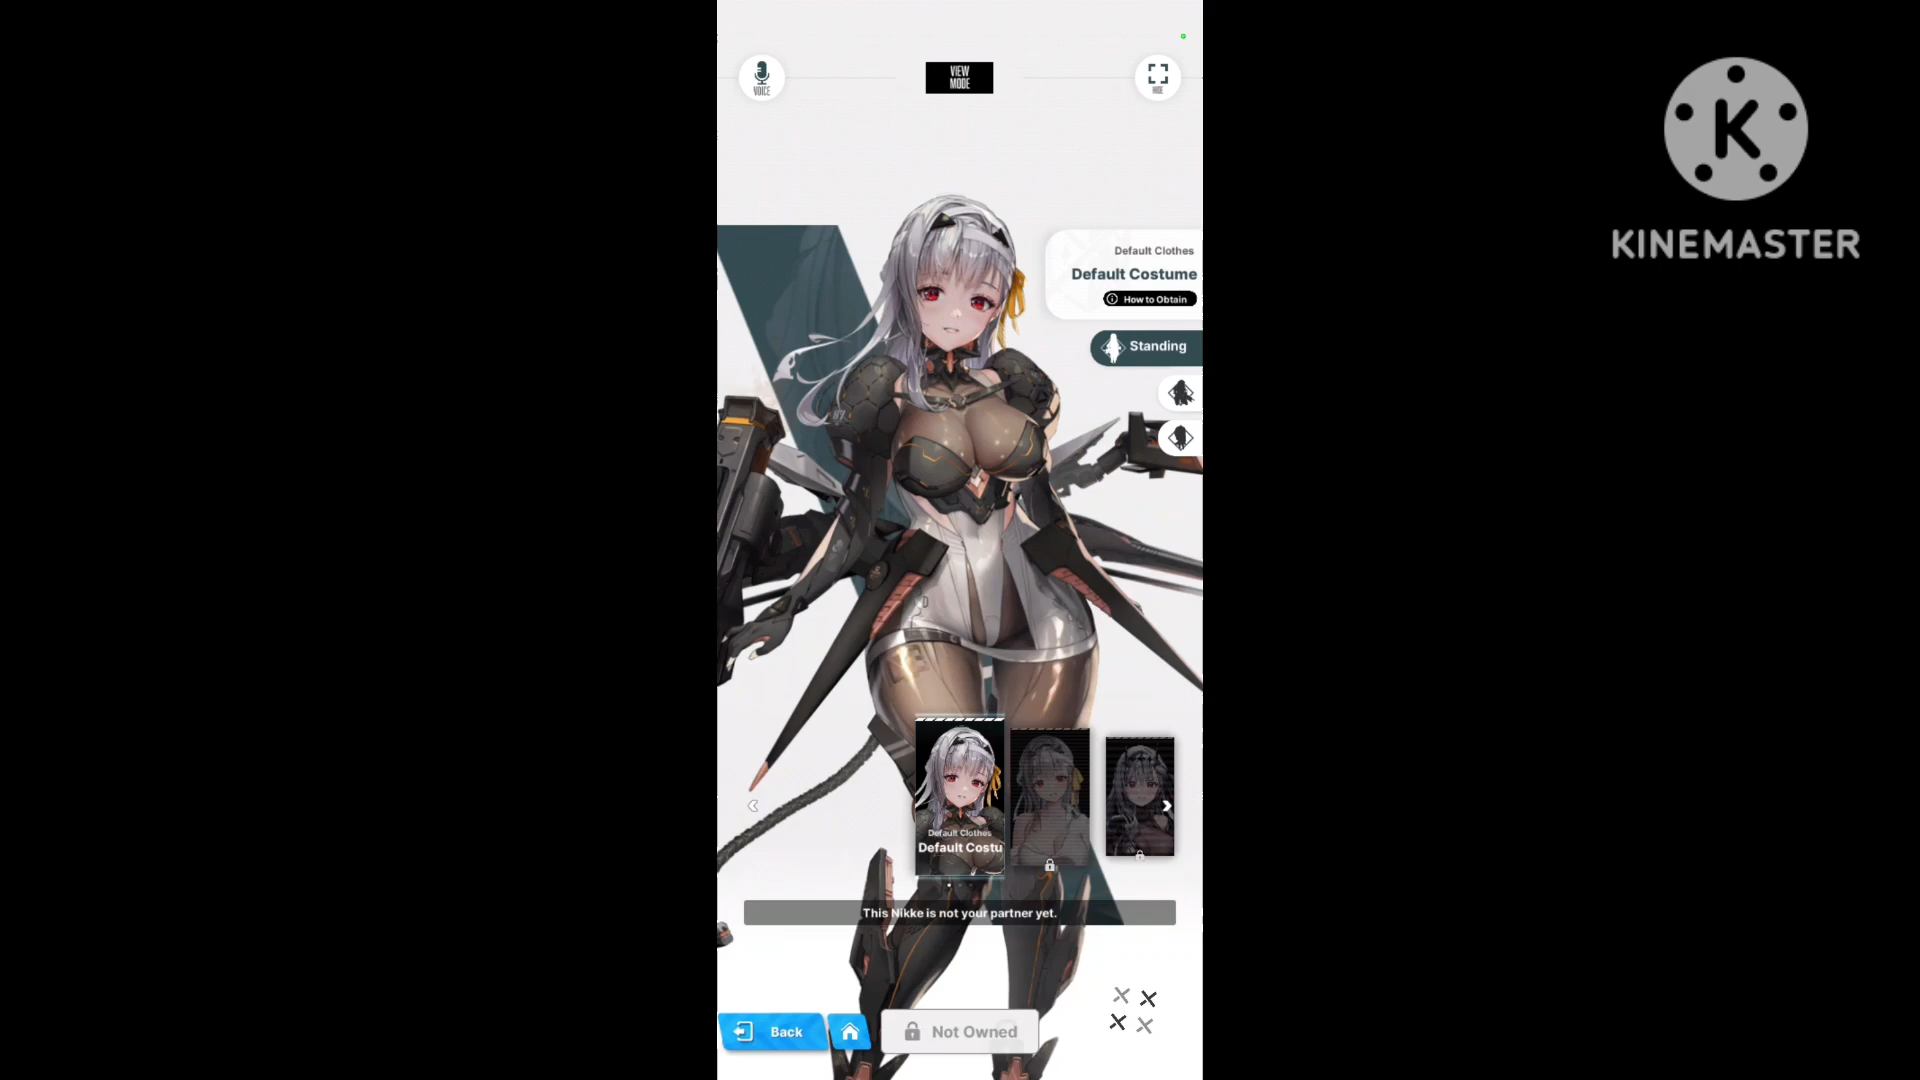 VOICE
VIEW
MODE
HIDE
KINEMASTER
Default Clothes
Default Costume
How to Obtain
Standing
Default Clothes
Default Costu
This Nikke is not your partner yet.
Back
Not Owned